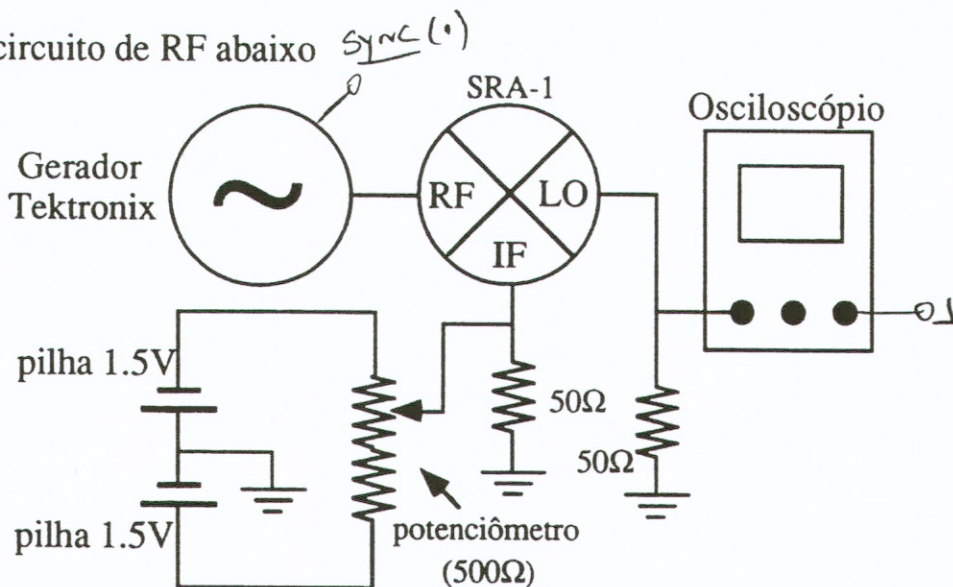 circuito de RF abaixo sync (•)
SRA-1
Osciloscópio
Gerador
Tektronix
RF
LO
IF
pilha 1.5V
50Ω
50Ω
pilha 1.5V
potenciômetro
(500Ω)